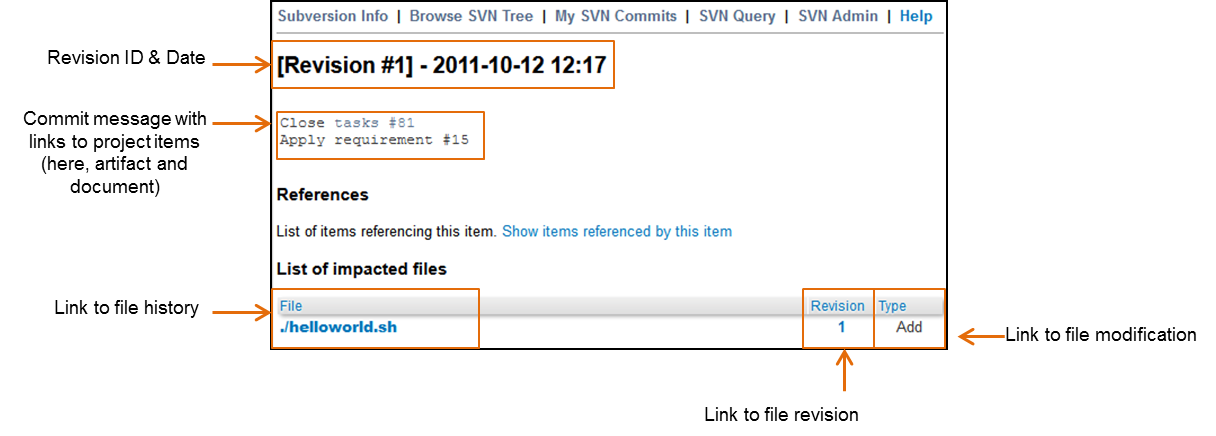 Subversion Info | Browse SVN Tree | My SVN Commits | SVN Query | SVN Admin | Help
Revision ID & Date
[Revision #1] - 2011-10-12 12:17
Commit message with
links to project items
(here, artifact and
document)
Close tasks #81
Apply requirement #15
References
List of items referencing this item. Show items referenced by this item
List of impacted files
Link to file history
File Revision Type
./helloworld.sh 1 Add
Link to file modification
Link to file revision